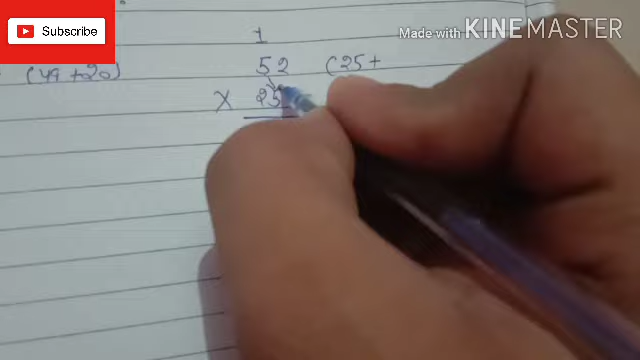 Subscribe
Made with KINEMASTER
1
(49 + 20)
52 (25 +
X 25